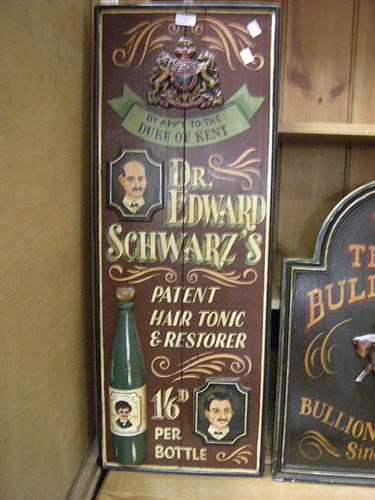 BY APPT TO THE
DUKE OF KENT
DR.
EDWARD
SCHWARZ'S
PATENT
HAIR TONIC
& RESTORER
1/6D
PER
BOTTLE
BULLION